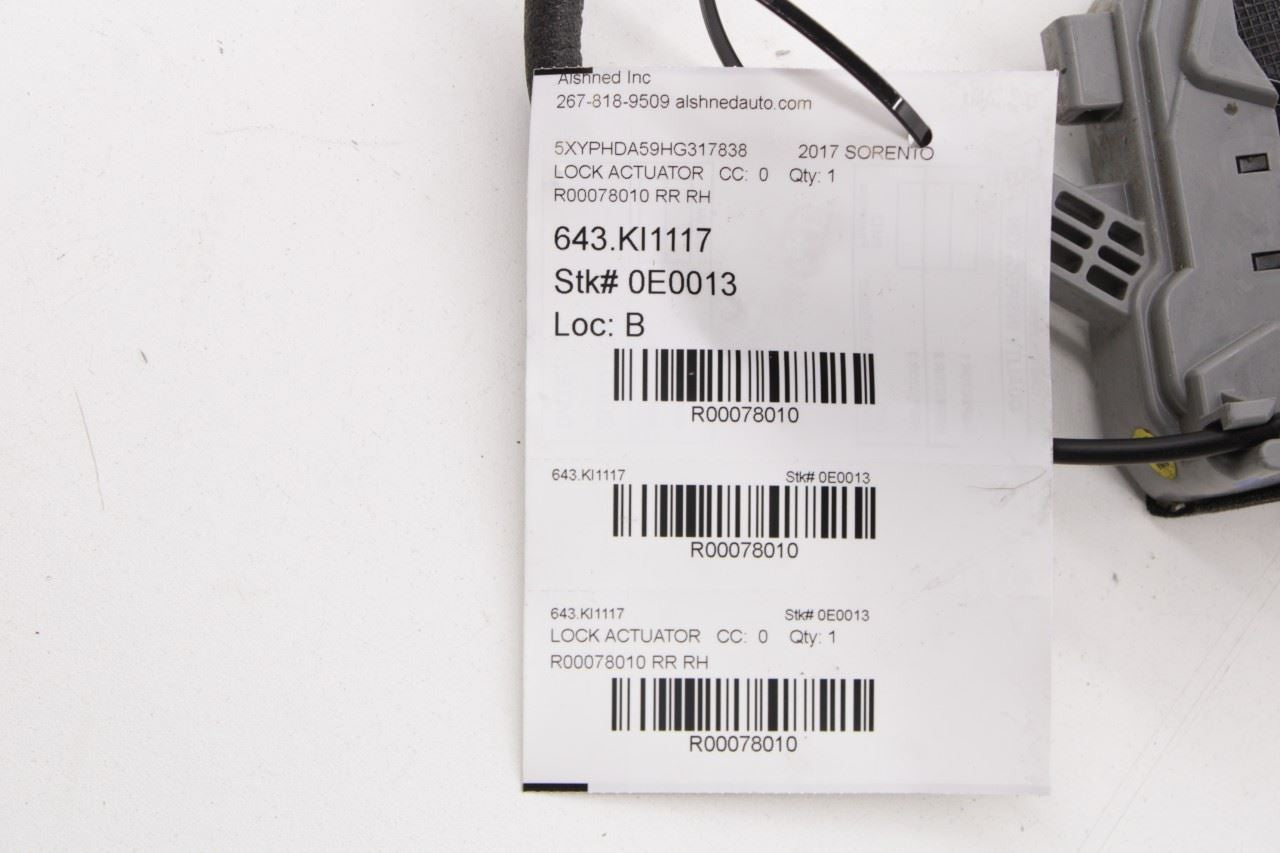 Alshned Inc
267-818-9509 alshnedauto.com
5XYPHDA59HG317838 2017 SORENTO
LOCK ACTUATOR CC: 0 Qty: 1
R00078010 RR RH
643.KI1117
Stk# 0E0013
Loc: B
R00078010
643.KI1117 Stk# 0E0013
R00078010
643.KI1117 Stk# 0E0013
LOCK ACTUATOR CC: 0 Qty: 1
R00078010 RR RH
R00078010